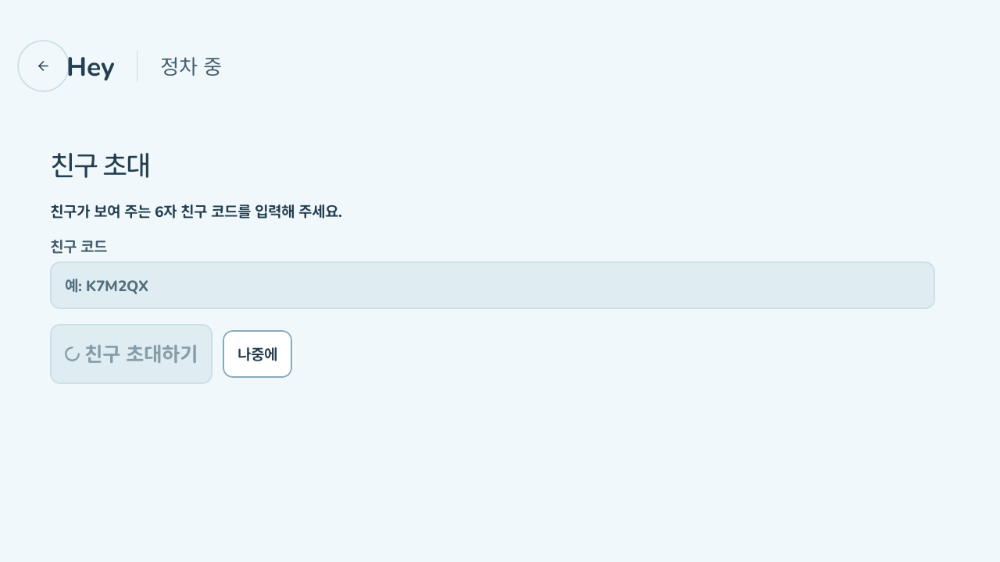 Hey
정차 중
친구 초대
친구가 보여 주는 6자 친구 코드를 입력해 주세요.
친구 코드
예: K7M2QX
친구 초대하기
나중에